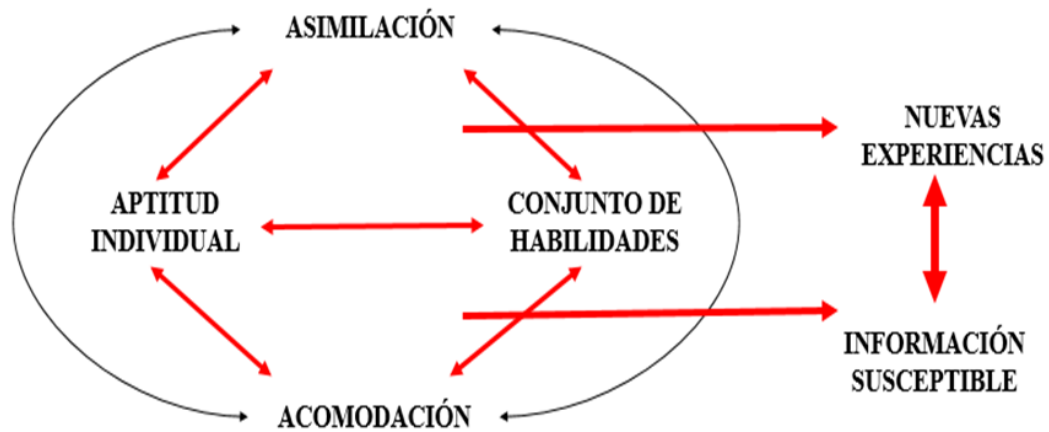 ASIMILACIÓN
NUEVAS
EXPERIENCIAS
APTITUD
INDIVIDUAL
CONJUNTO DE
HABILIDADES
INFORMACIÓN
SUSCEPTIBLE
ACOMODACIÓN